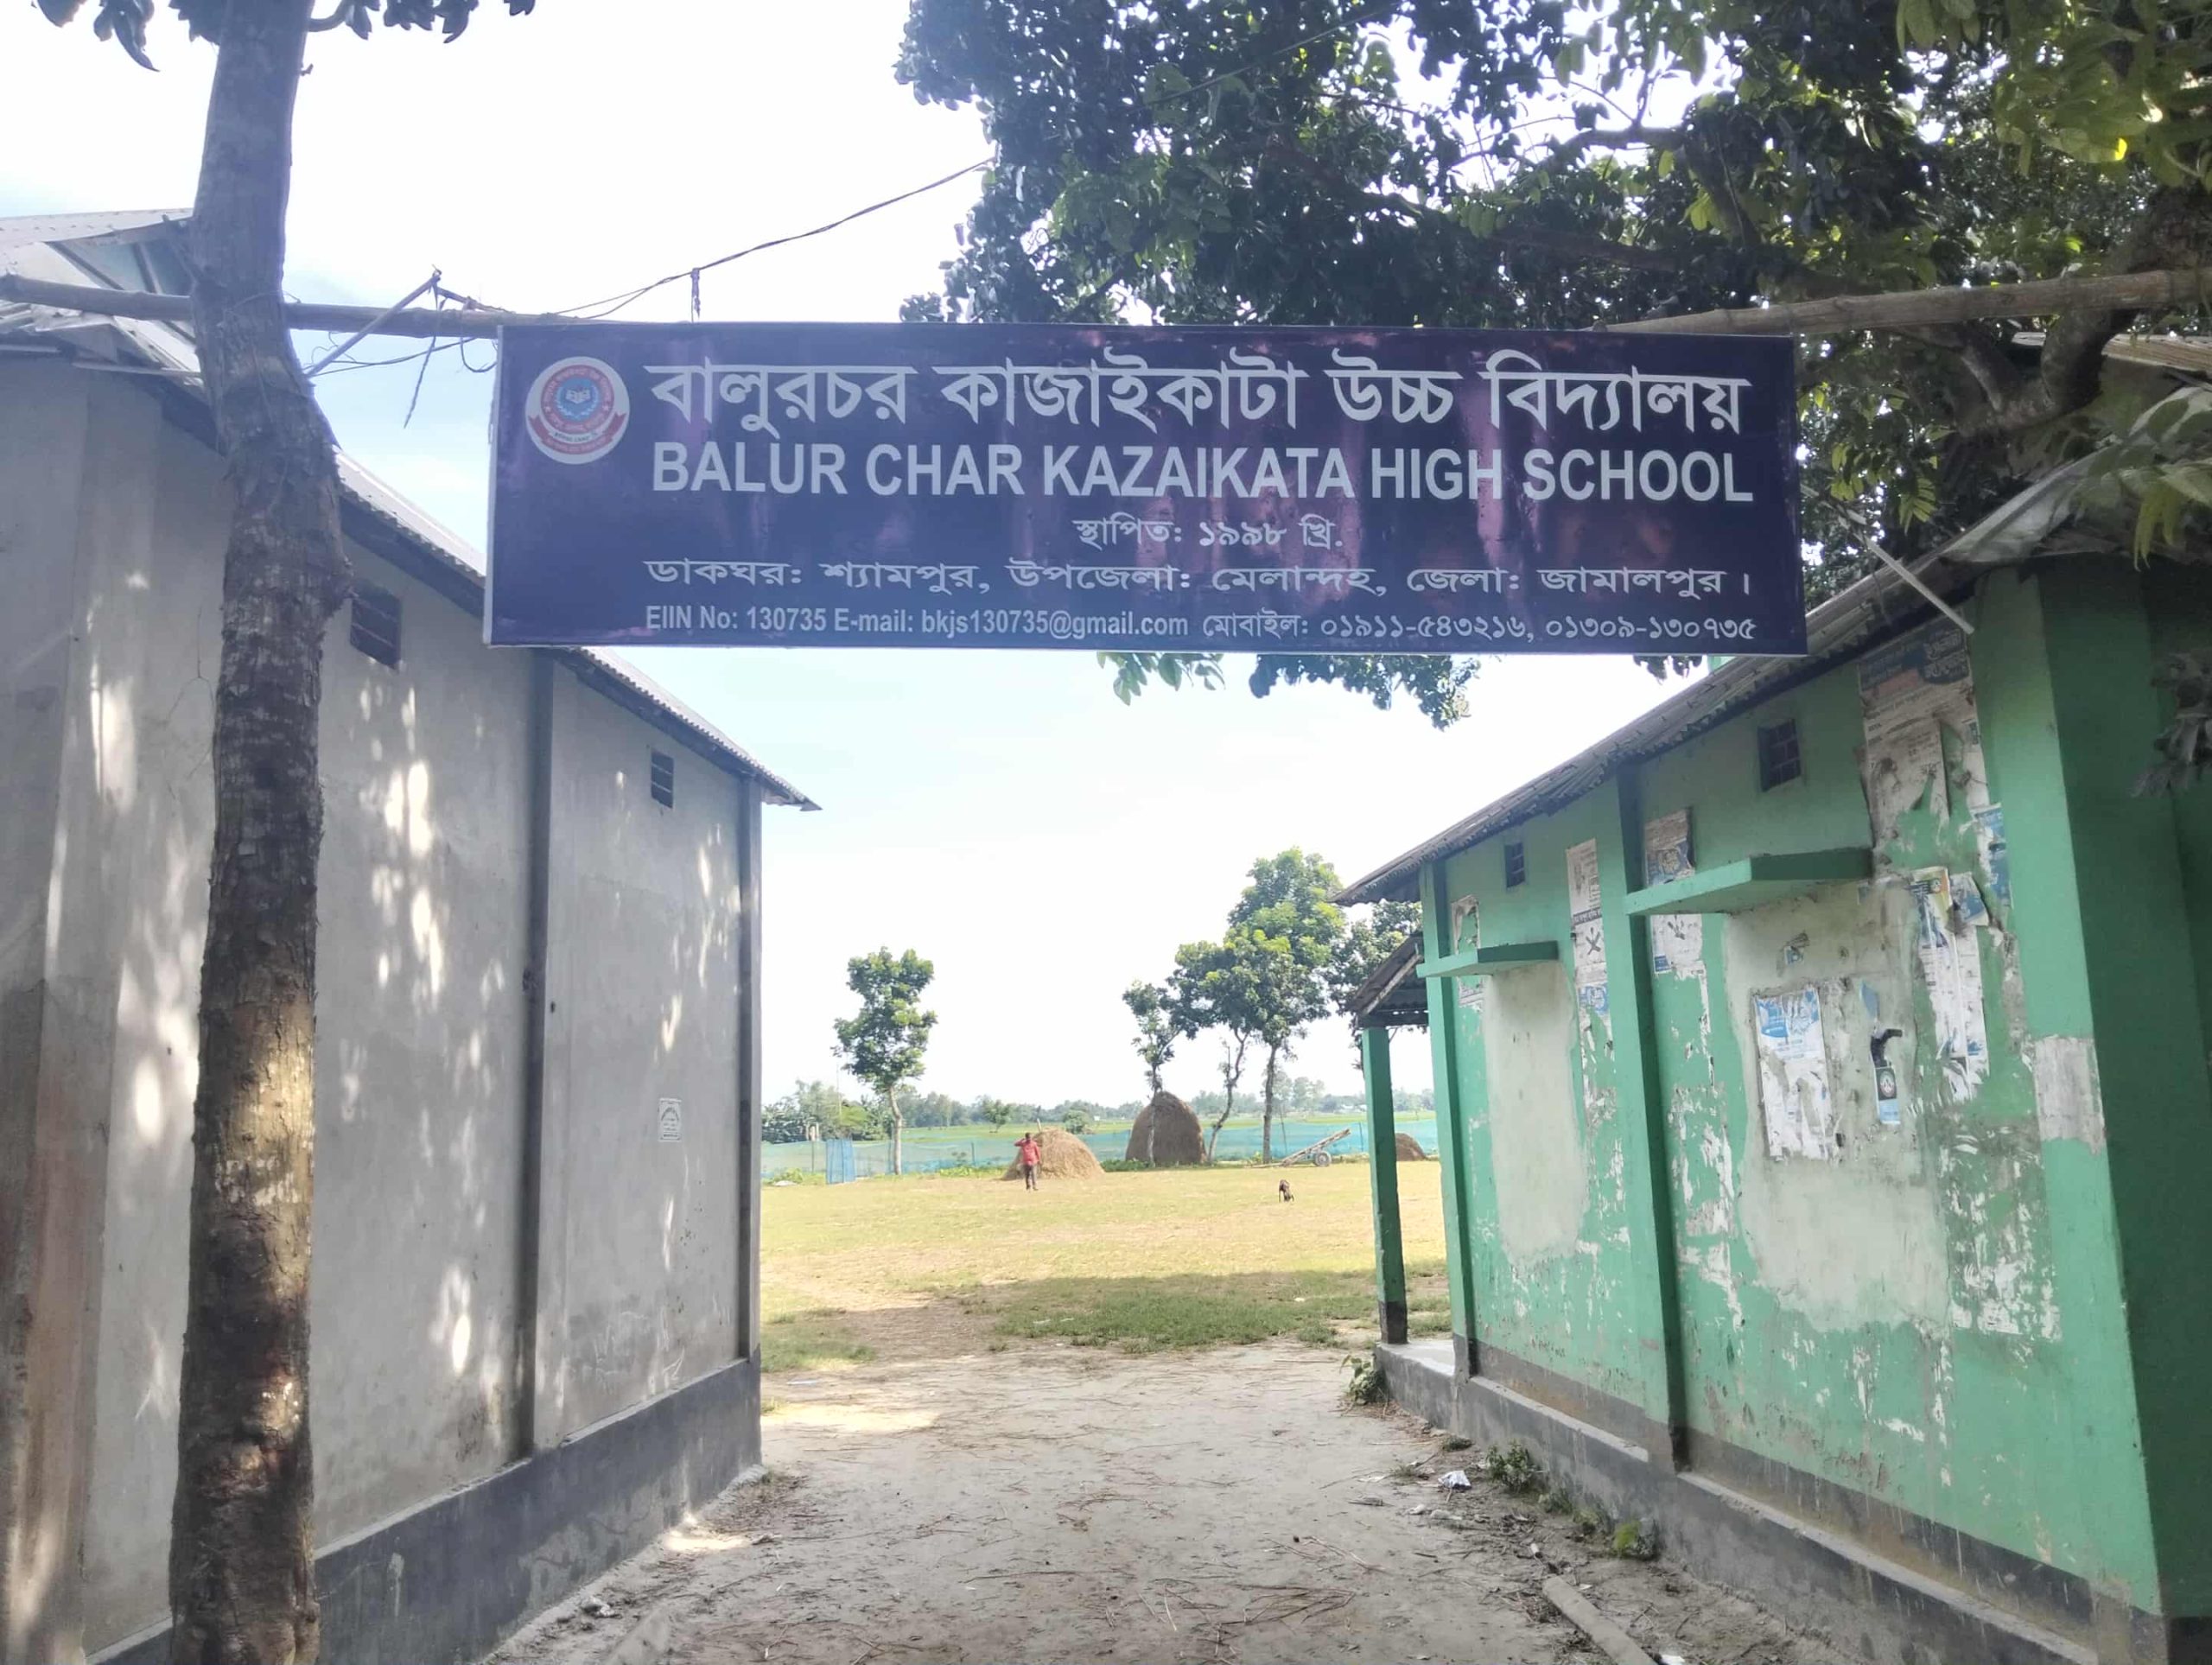 বালুরচর কাজাইকাটা উচ্চ বিদ্যালয়
BALUR CHAR KAZAIKATA HIGH SCHOOL
স্থাপিত: ১৯৯৮ খ্রি.
ডাকঘর: শ্যামপুর, উপজেলা: মেলান্দহ, জেলা: জামালপুর।
EIIN No: 130735 E-mail: bkjs130735@gmail.com মোবাইল: ০১৯১১-৫৪৩২১৬, ০১৩০৯-১৩০৭৩৫